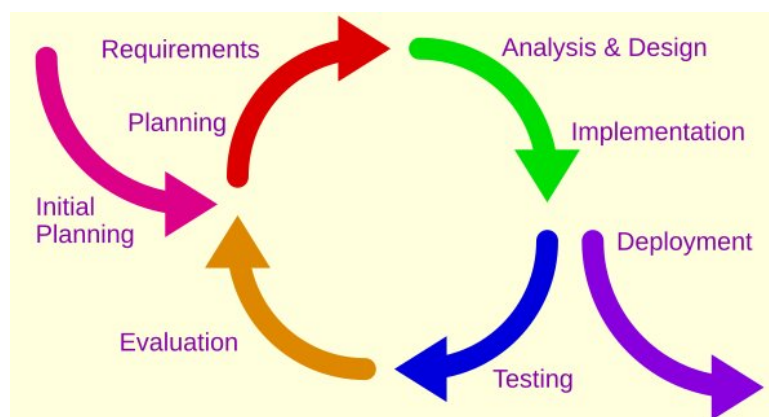 Requirements
Analysis & Design
Planning
Implementation
Initial
Planning
Deployment
Evaluation
Testing